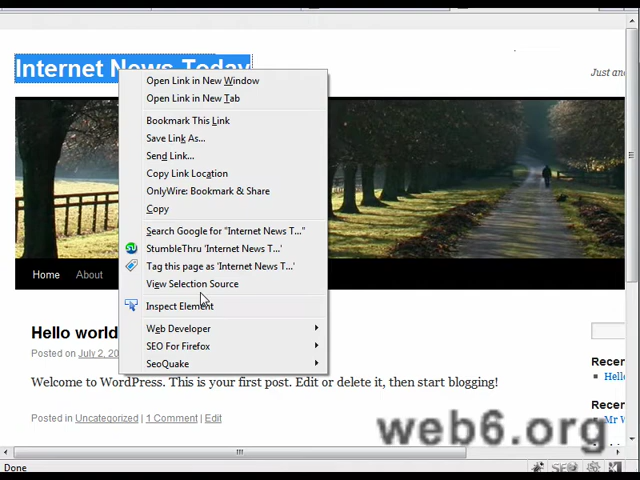 Internet News Today
Just an
Open Link in New Window
Open Link in New Tab
Bookmark This Link
Save Link As...
Send Link...
Copy Link Location
OnlyWire: Bookmark & Share
Copy
Search Google for "Internet News T..."
StumbleThru 'Internet News T...'
Tag this page as 'Internet News T...'
View Selection Source
Inspect Element
Web Developer
SEO For Firefox
SeoQuake
Home About
Hello world
Posted on July 2, 20
Welcome to WordPress. This is your first post. Edit or delete it, then start blogging!
Posted in Uncategorized | 1 Comment | Edit
Recen
Hello
Recen
Mr W
web6.org
Done